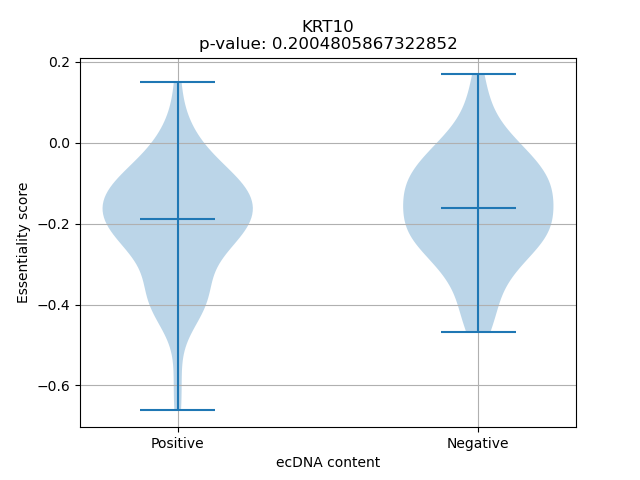 KRT10
p-value: 0.2004805867322852
Essentiality score
0.2
0.0
−0.2
−0.4
−0.6
Positive
Negative
ecDNA content